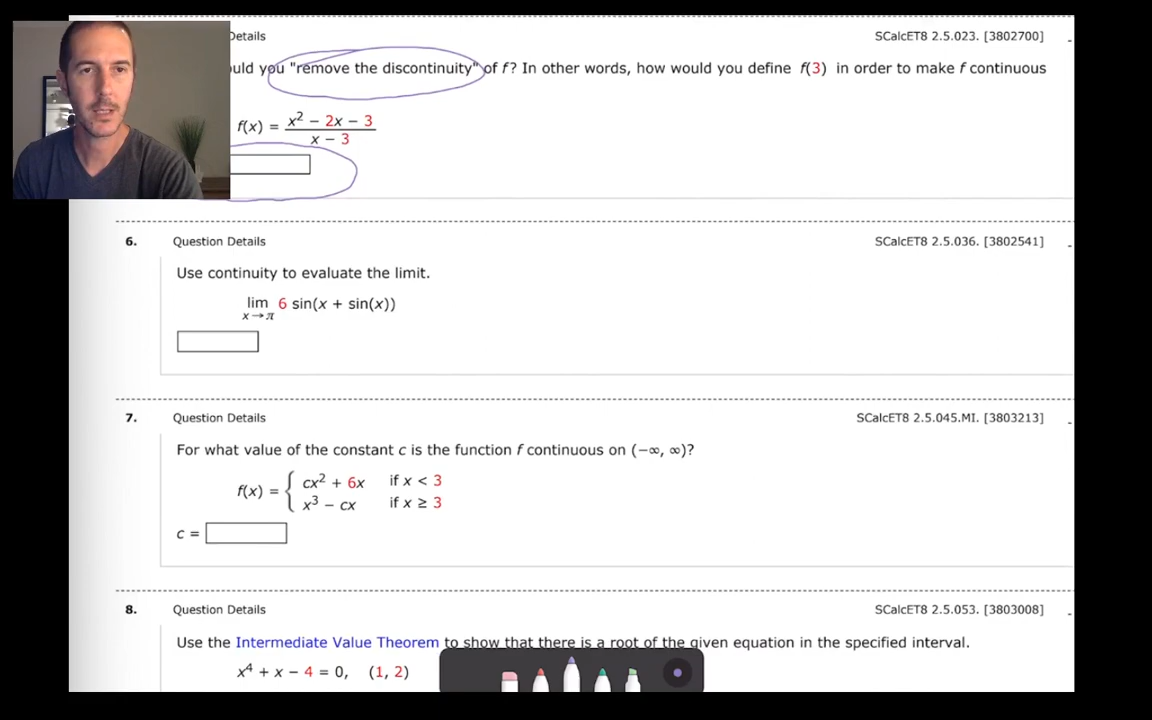 Details
SCalcET8 2.5.023. [3802700]
uld you "remove the discontinuity" of f? In other words, how would you define f(3) in order to make f continuous
f(x) = x² − 2x − 3 / x − 3
6. Question Details
SCalcET8 2.5.036. [3802541]
Use continuity to evaluate the limit.
lim x→π 6 sin(x + sin(x))
7. Question Details
SCalcET8 2.5.045.MI. [3803213]
For what value of the constant c is the function f continuous on (−∞, ∞)?
f(x) = { cx² + 6x if x < 3
x³ − cx if x ≥ 3
c =
8. Question Details
SCalcET8 2.5.053. [3803008]
Use the Intermediate Value Theorem to show that there is a root of the given equation in the specified interval.
x⁴ + x − 4 = 0, (1, 2)